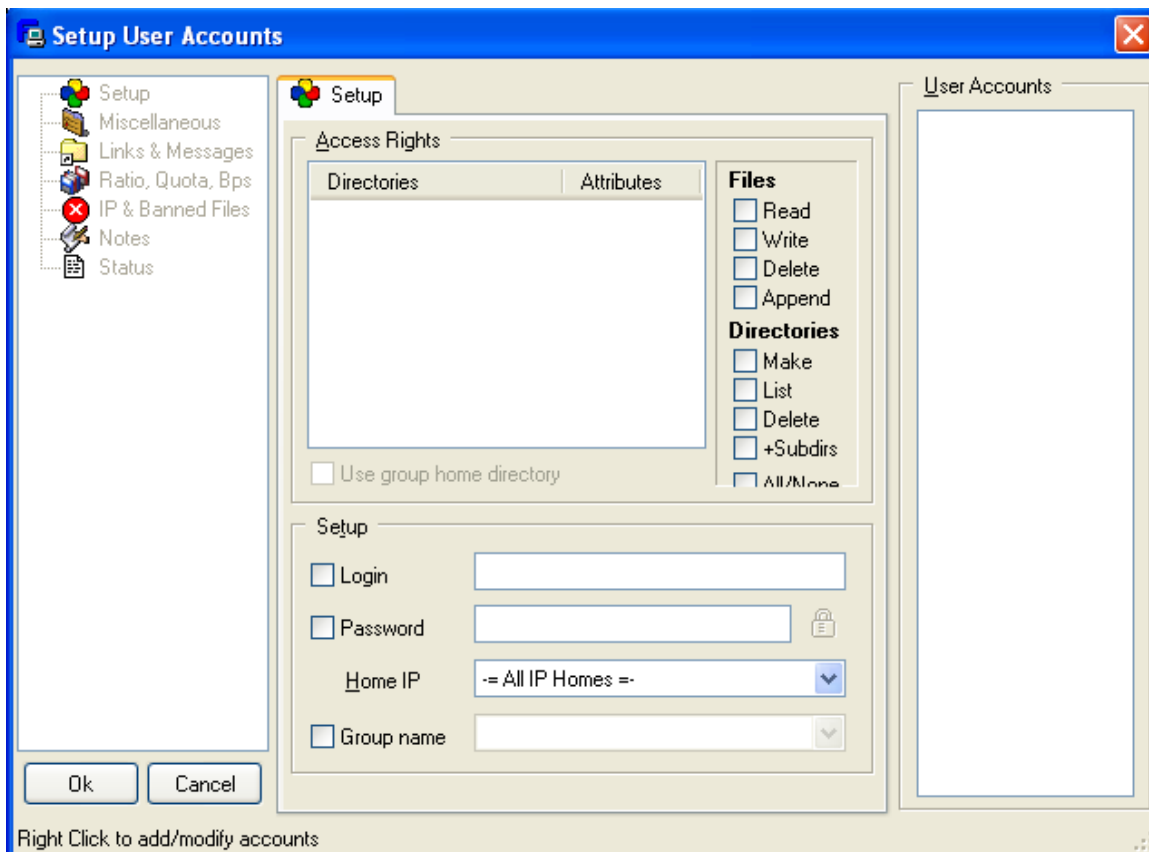 Setup User Accounts
Setup
Miscellaneous
Links & Messages
Ratio, Quota, Bps
IP & Banned Files
Notes
Status
Ok
Cancel
Setup
Access Rights
Directories
Attributes
Use group home directory
Files
Read
Write
Delete
Append
Directories
Make
List
Delete
+Subdirs
All/None
Setup
Login
Password
Home IP
-= All IP Homes =-
Group name
User Accounts
Right Click to add/modify accounts